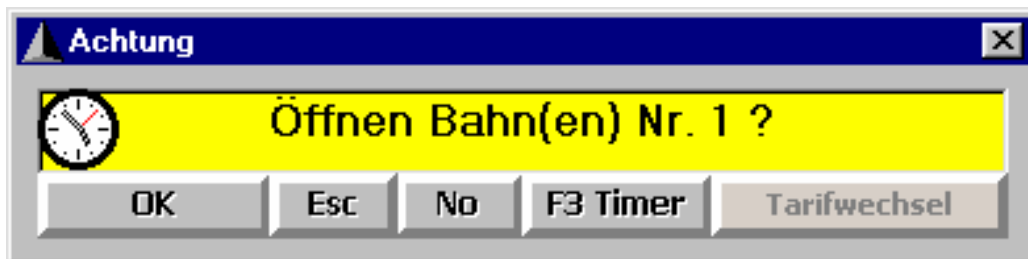 Achtung
Öffnen Bahn(en) Nr. 1 ?
OK Esc No F3 Timer Tarifwechsel